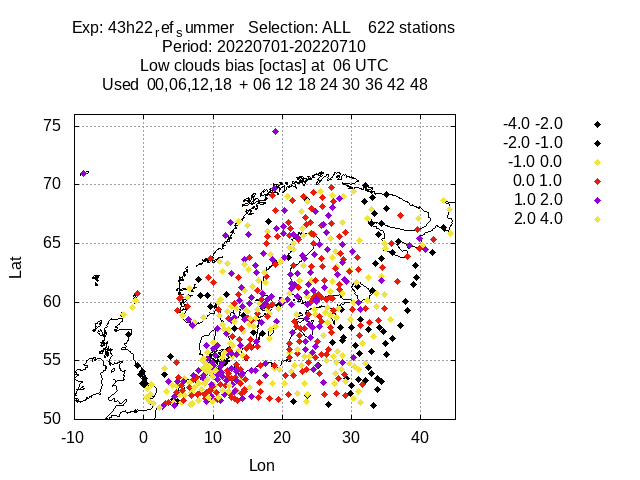 Exp: 43h22refsummer Selection: ALL 622 stations
Period: 20220701-20220710
Low clouds bias [octas] at 06 UTC
Used 00,06,12,18 + 06 12 18 24 30 36 42 48
-4.0 -2.0
-2.0 -1.0
-1.0 0.0
0.0 1.0
1.0 2.0
2.0 4.0
75
70
65
60
55
50
Lat
-10 0 10 20 30 40
Lon